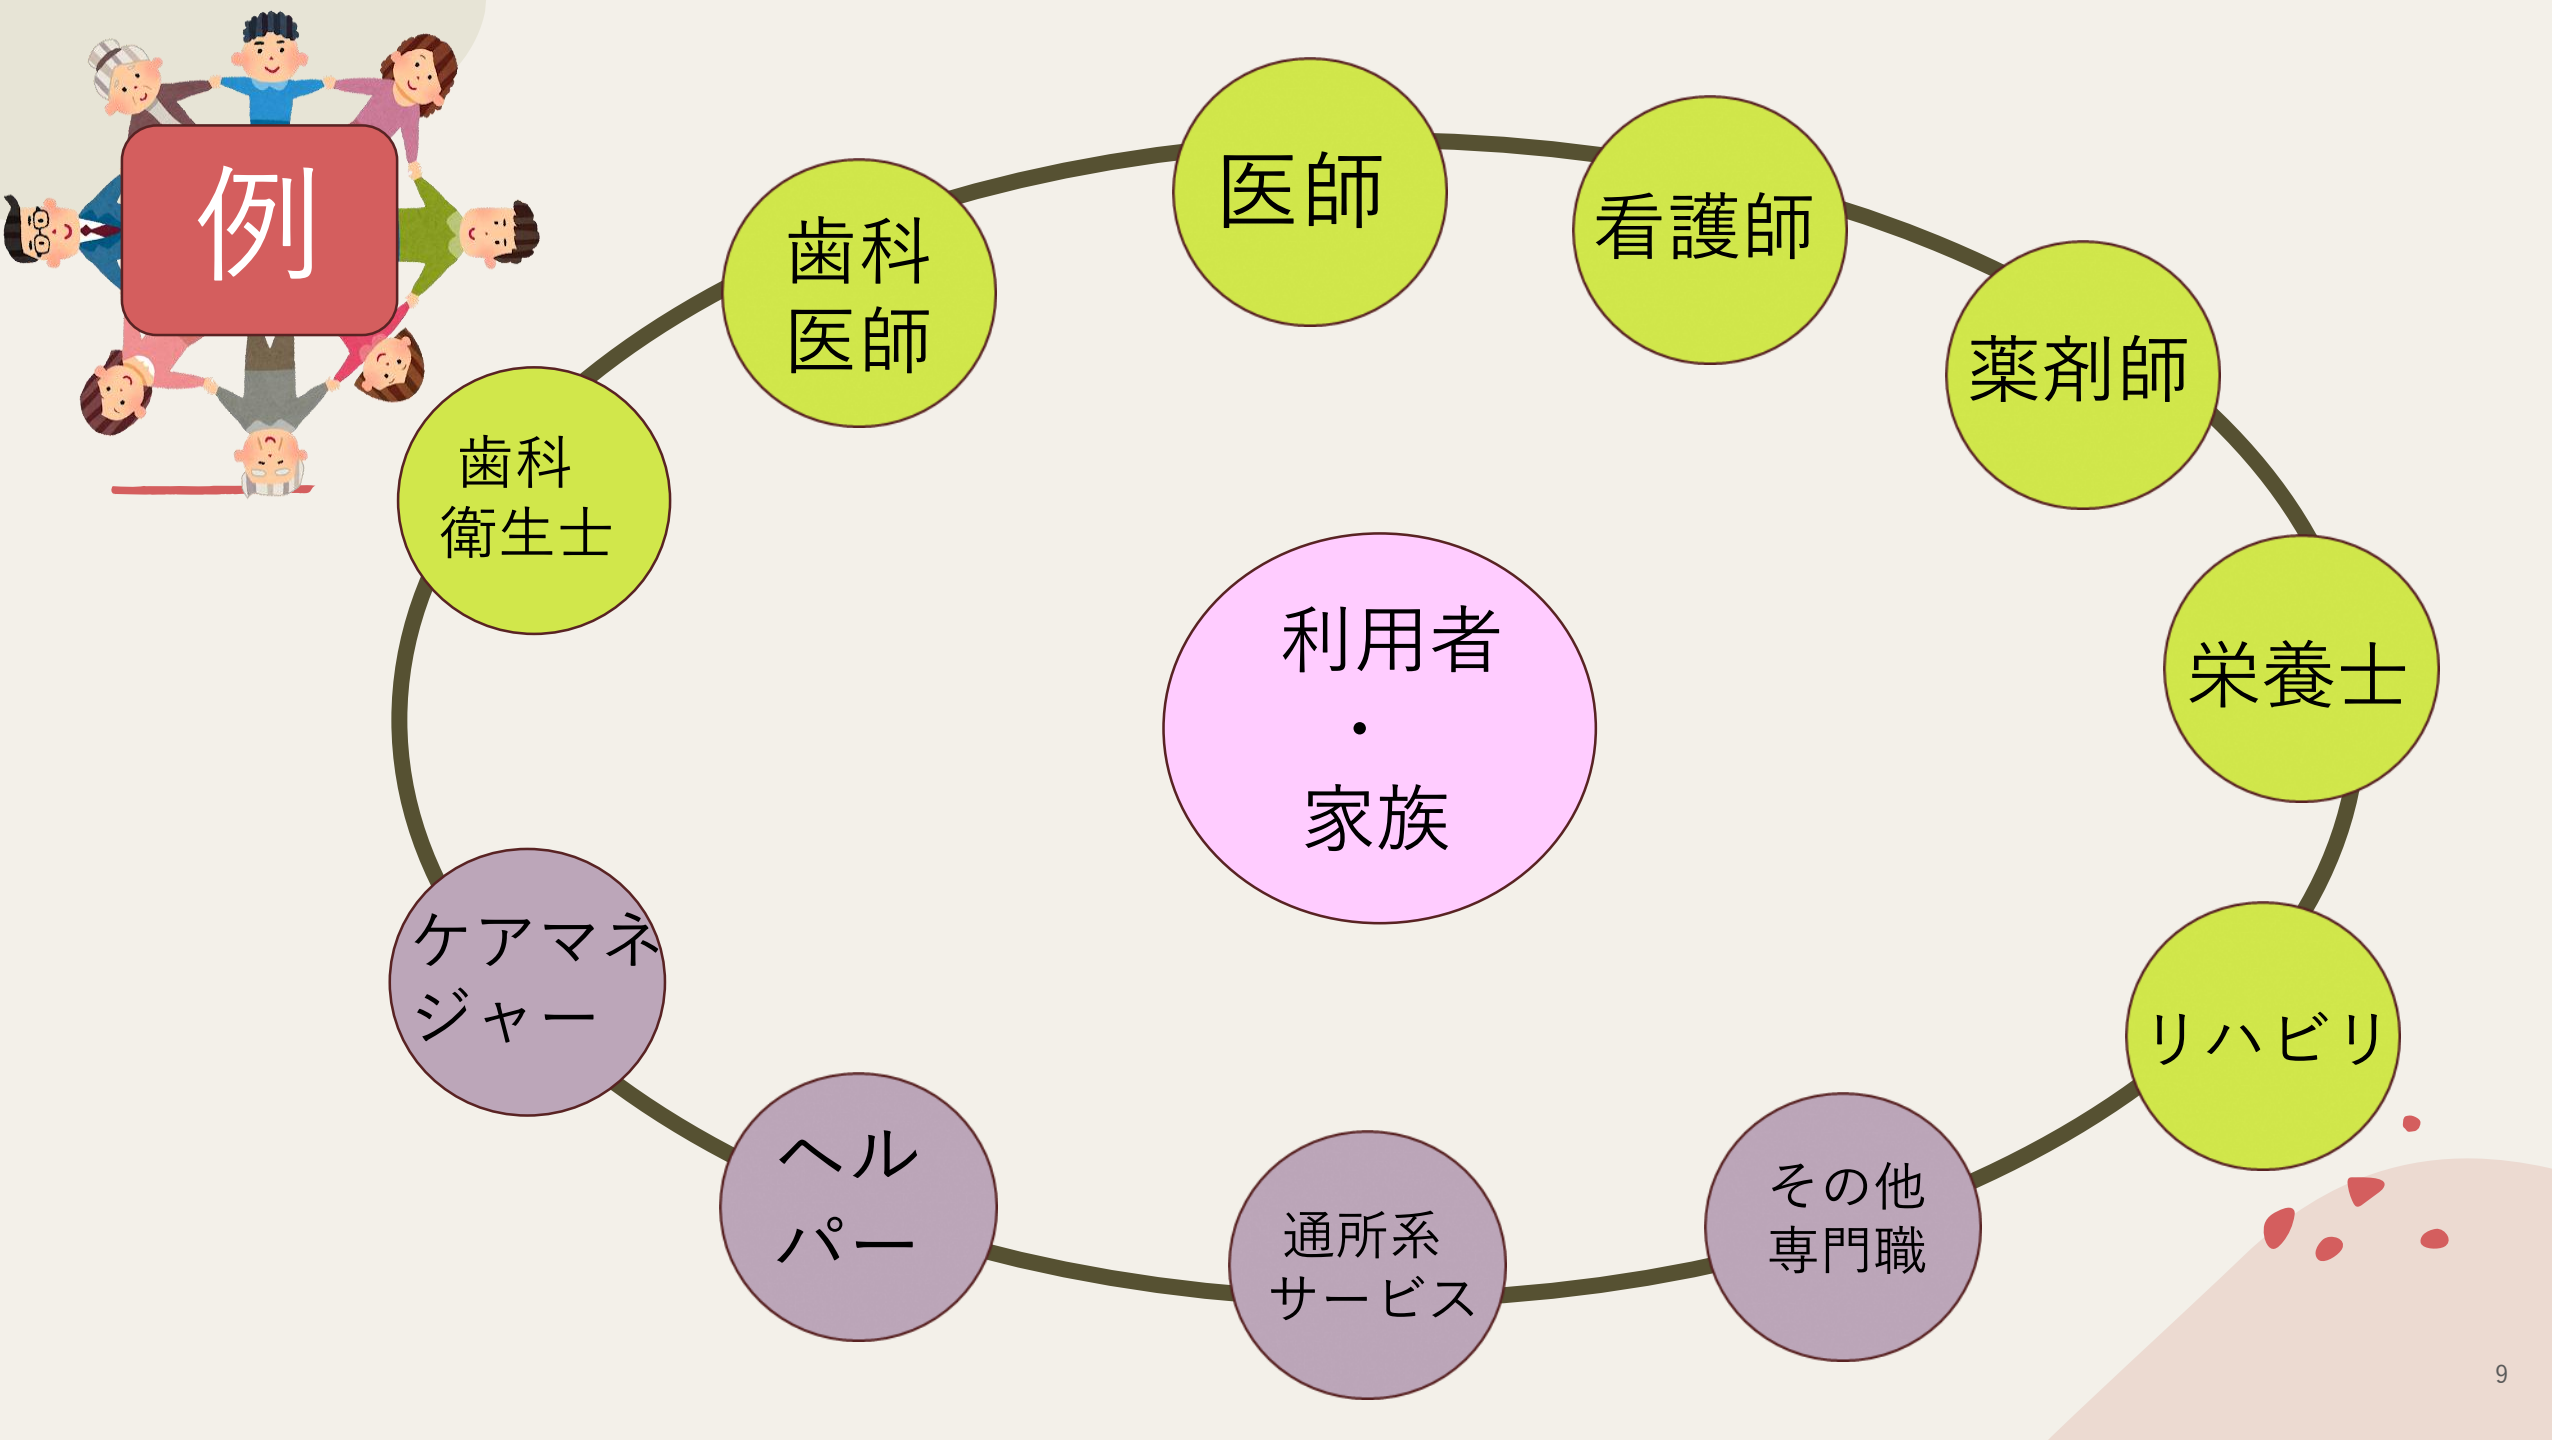 例
医師
看護師
薬剤師
栄養士
リハビリ
その他
専門職
通所系
サービス
ヘル
パー
ケアマネ
ジャー
歯科
衛生士
歯科
医師
利用者
・
家族
9